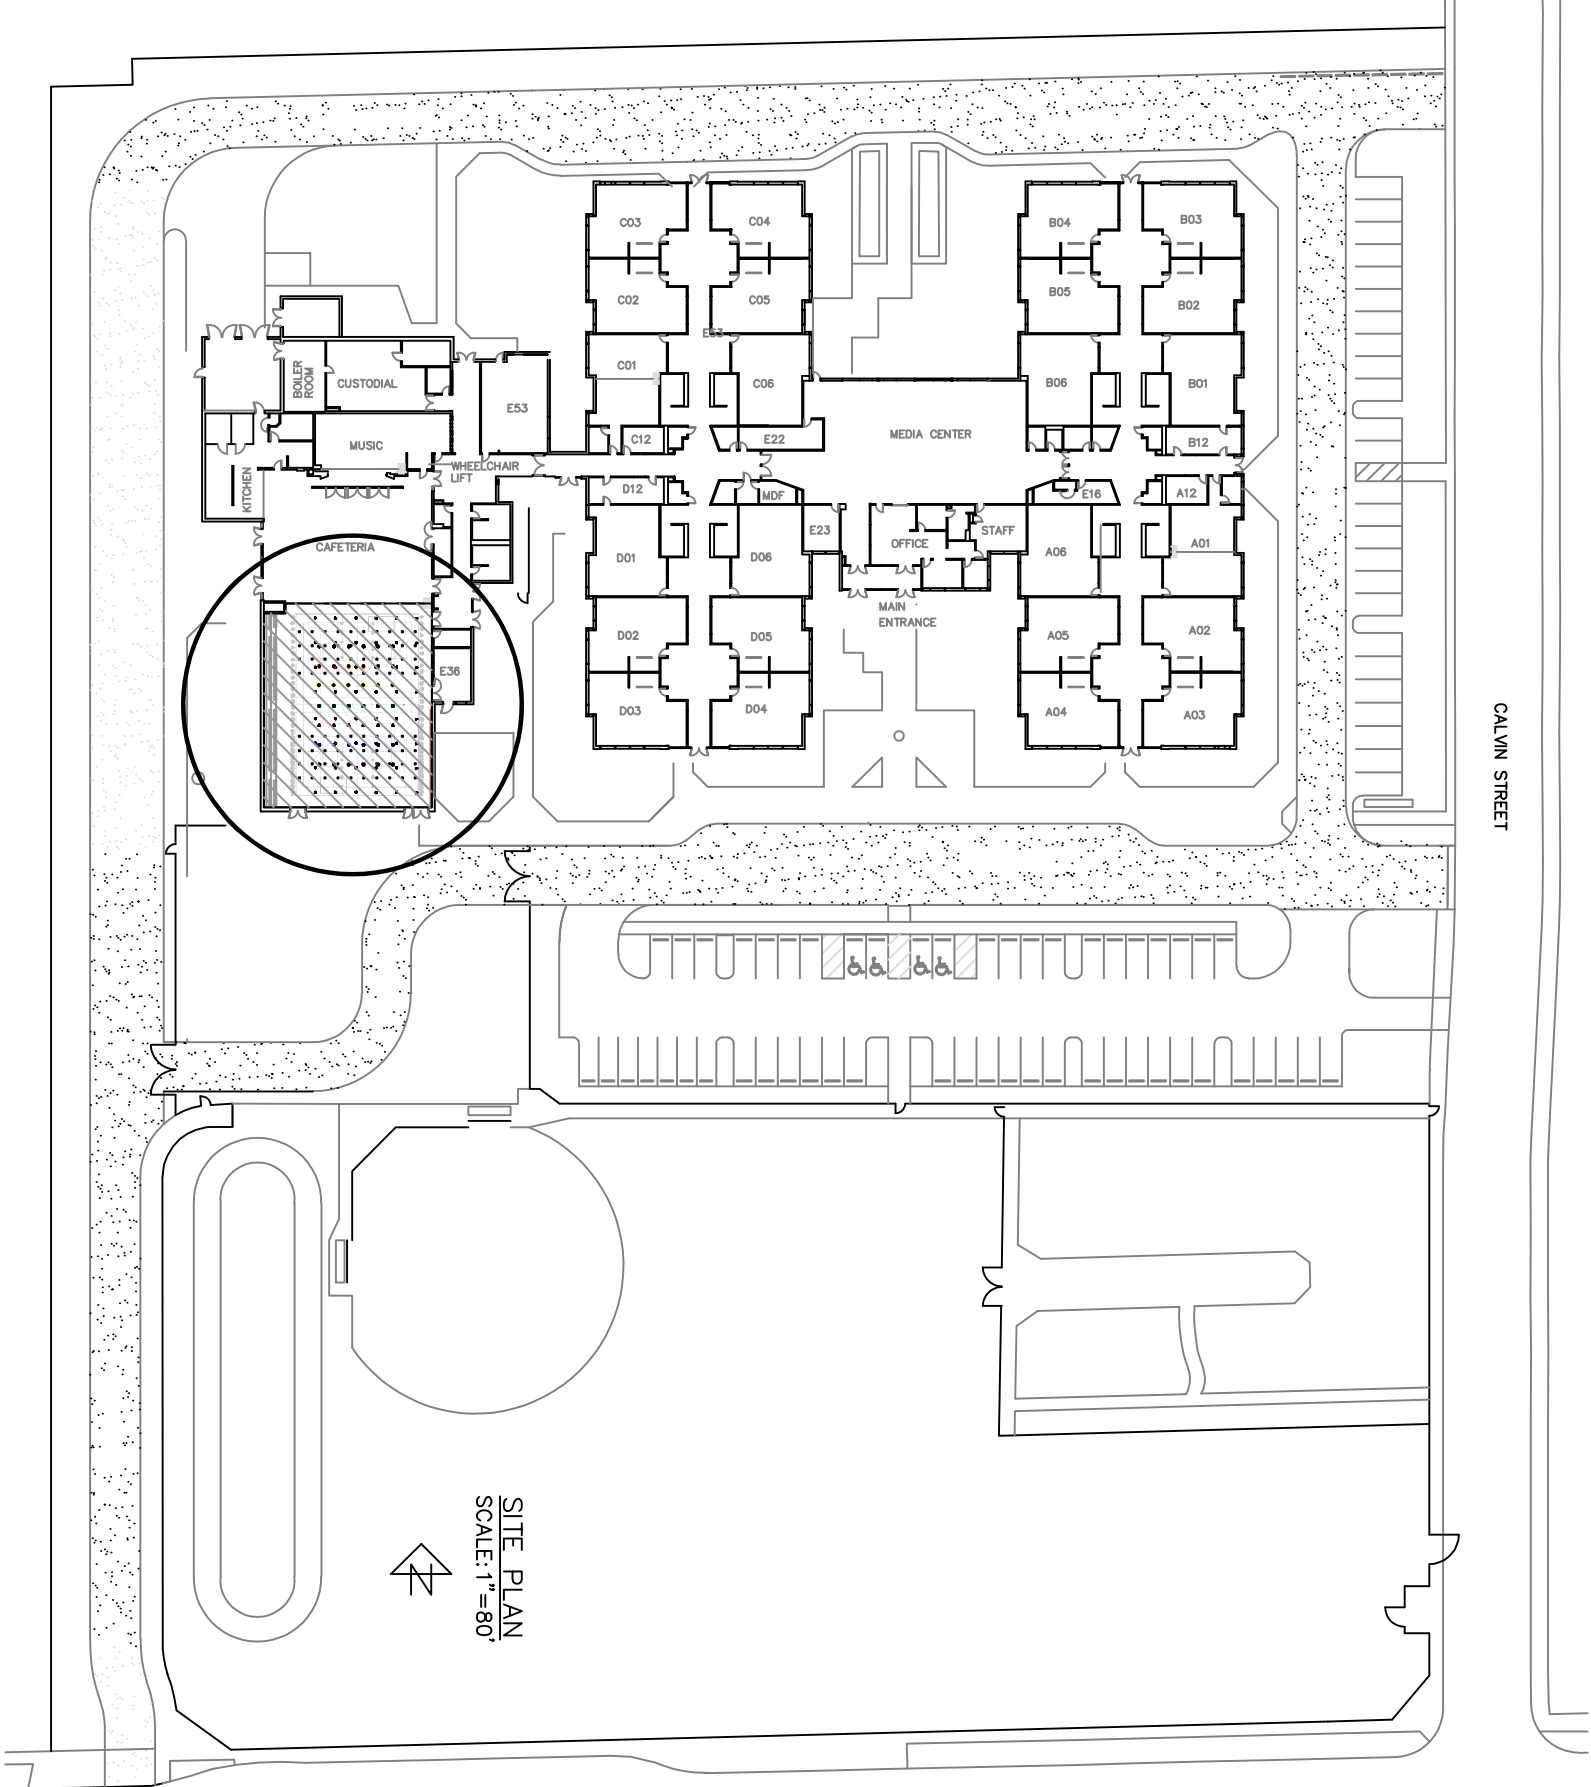 C03
C04
B04
B03
C02
C05
B05
B02
E63
C01
C06
B06
B01
BOILER
ROOM
CUSTODIAL
E53
MUSIC
C12
E22
MEDIA CENTER
B12
WHEELCHAIR
LIFT
KITCHEN
D12
MDF
E16
A12
CAFETERIA
D01
D06
E23
OFFICE
STAFF
A06
A01
MAIN
ENTRANCE
D02
D05
A05
A02
E36
D03
D04
A04
A03
CALVIN STREET
SITE PLAN
SCALE: 1"=80'
N